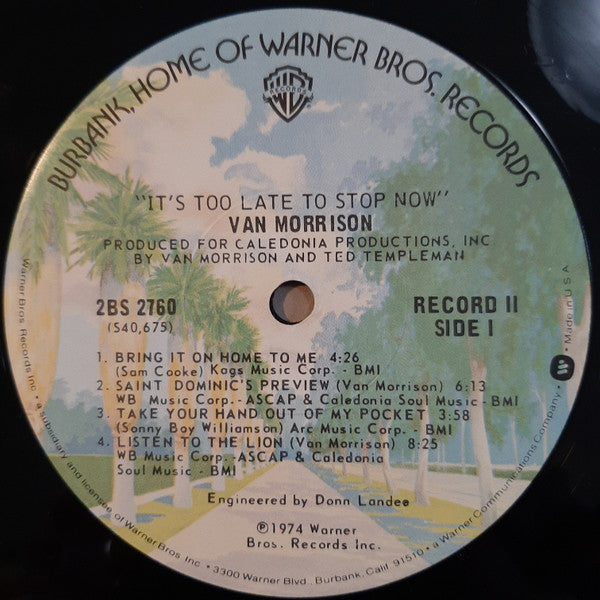 BURBANK, HOME OF WARNER BROS. RECORDS
WB
RECORDS
"IT'S TOO LATE TO STOP NOW"
VAN MORRISON
PRODUCED FOR CALEDONIA PRODUCTIONS, INC
BY VAN MORRISON AND TED TEMPLEMAN
2BS 2760
(S40,675)
RECORD II
SIDE I
1. BRING IT ON HOME TO ME 4:26
(Sam Cooke) Kags Music Corp. - BMI
2. SAINT DOMINIC'S PREVIEW (Van Morrison) 6:13
WB Music Corp.-ASCAP & Caledonia Soul Music-BMI
3. TAKE YOUR HAND OUT OF MY POCKET 3:58
(Sonny Boy Williamson) Arc Music Corp. - BMI
4. LISTEN TO THE LION (Van Morrison) 8:25
WB Music Corp.-ASCAP & Caledonia
Soul Music - BMI
Engineered by Donn Landee
℗1974 Warner
Bros. Records Inc.
Warner Bros Records Inc • a subsidiary and licensee of Warner Bros. Inc • 3300 Warner Blvd., Burbank, Calif. 91510 • a Warner Communications Company. • Made in U.S.A.